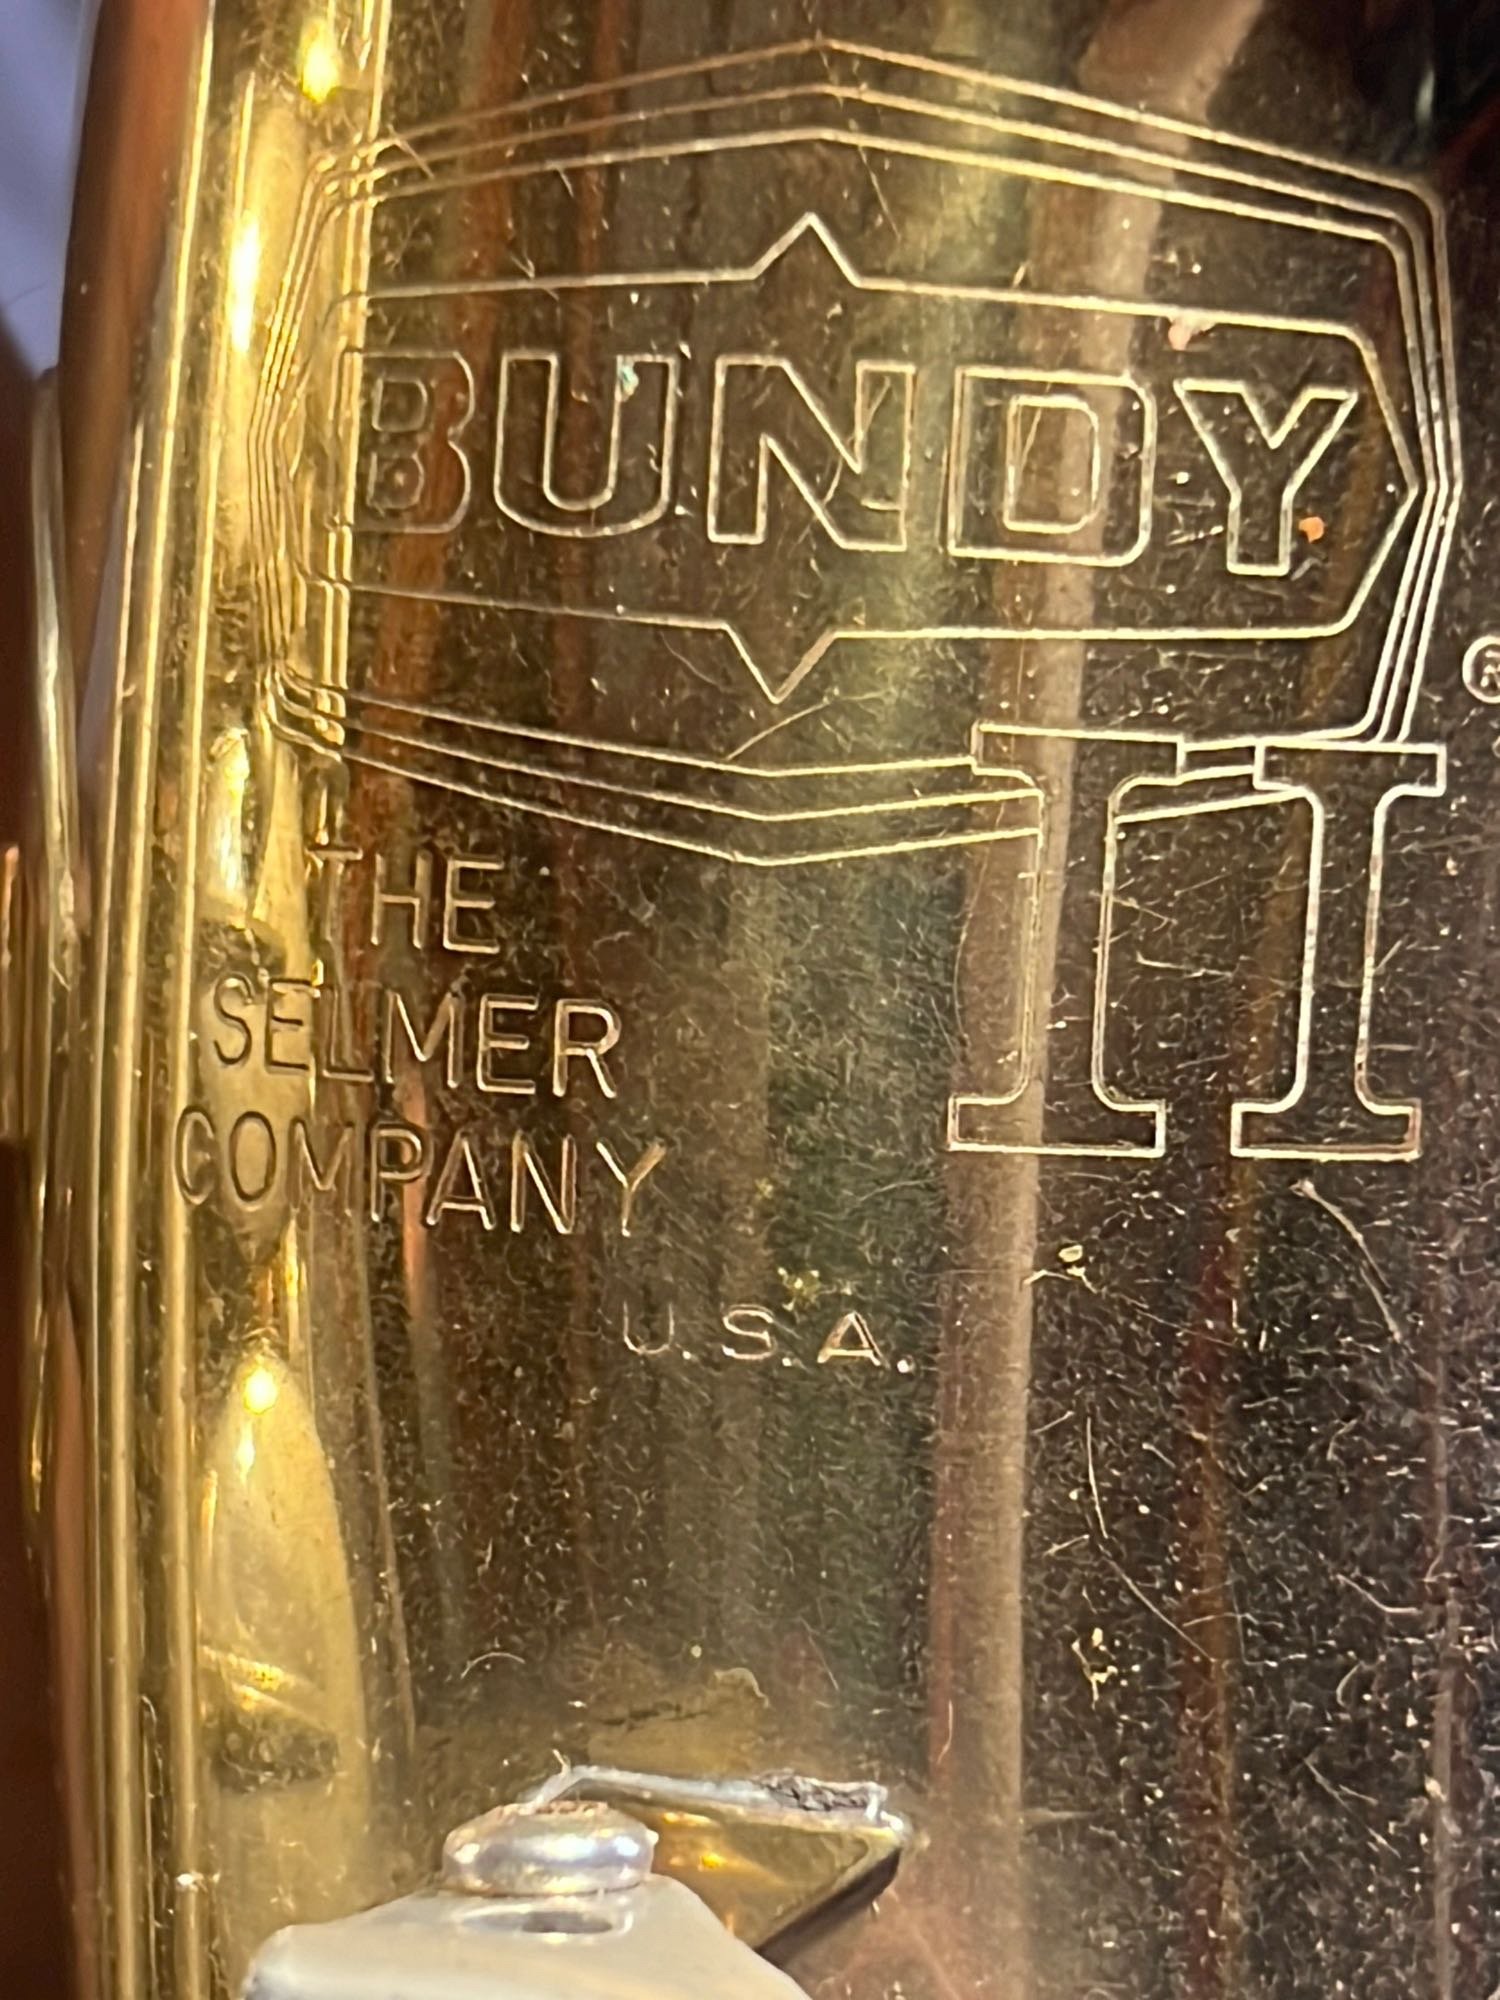 BUNDY
®
II
THE
SELMER
COMPANY
U.S.A.